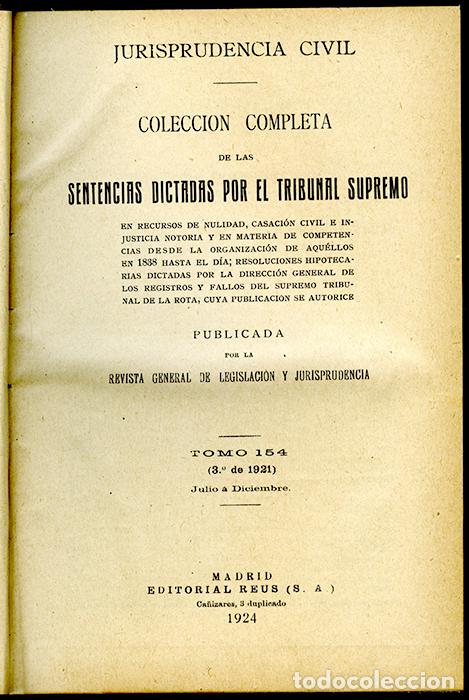 JURISPRUDENCIA CIVIL
COLECCION COMPLETA
DE LAS
SENTENCIAS DICTADAS POR EL TRIBUNAL SUPREMO
EN RECURSOS DE NULIDAD, CASACIÓN CIVIL E IN-
JUSTICIA NOTORIA Y EN MATERIA DE COMPETEN-
CIAS DESDE LA ORGANIZACIÓN DE AQUÉLLOS
EN 1838 HASTA EL DÍA; RESOLUCIONES HIPOTECA-
RIAS DICTADAS POR LA DIRECCIÓN GENERAL DE
LOS REGISTROS Y FALLOS DEL SUPREMO TRIBU-
NAL DE LA ROTA, CUYA PUBLICACIÓN SE AUTORICE
PUBLICADA
POR LA
REVISTA GENERAL DE LEGISLACIÓN Y JURISPRUDENCIA
TOMO 154
(3.º de 1921)
Julio á Diciembre.
MADRID
EDITORIAL REUS (S. A.)
Cañizares, 3 duplicado
1924
todocoleccion